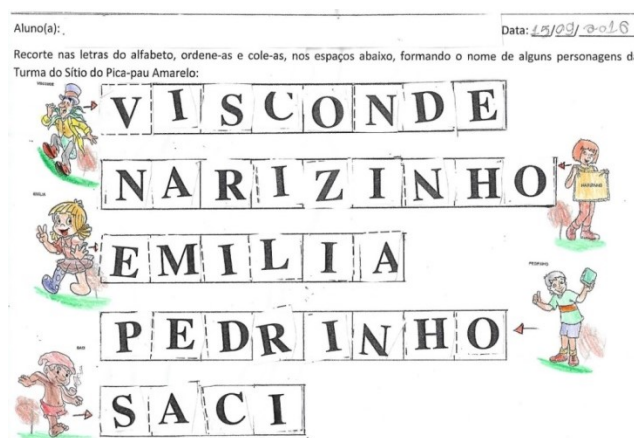 Aluno(a): Data: 15/09/2016
Recorte nas letras do alfabeto, ordene-as e cole-as, nos espaços abaixo, formando o nome de alguns personagens da
Turma do Sítio do Pica-pau Amarelo:
VISCONDE
NARIZINHO
EMILIA
PEDRINHO
SACI